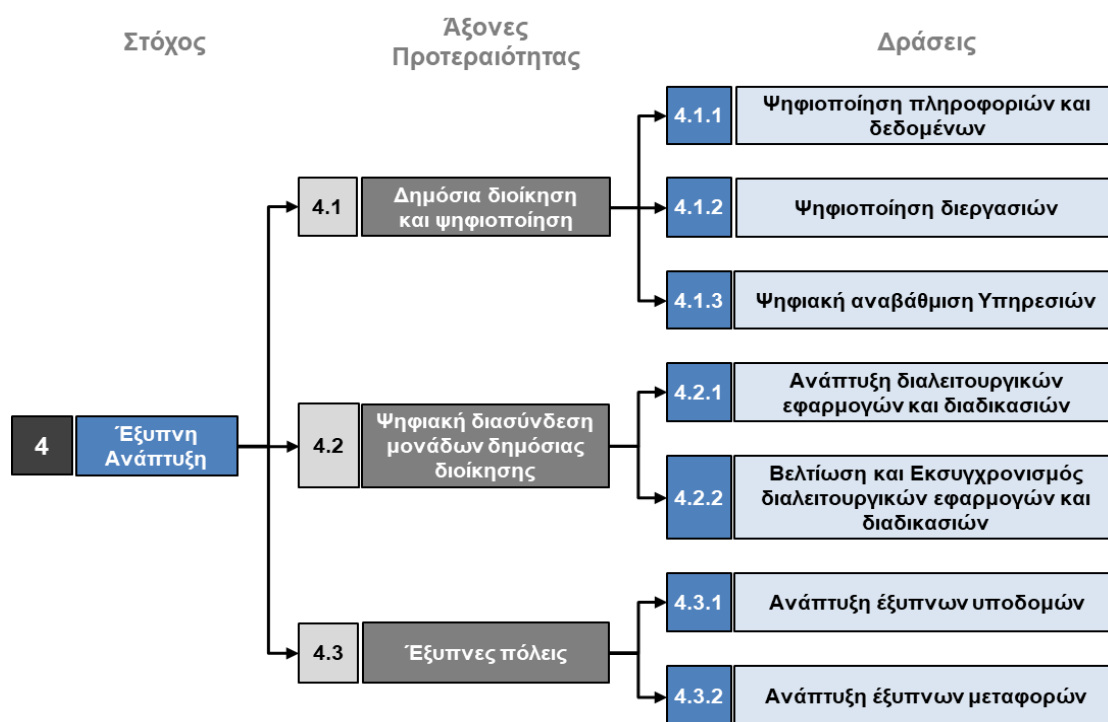 Στόχος
Άξονες
Προτεραιότητας
Δράσεις
4
Έξυπνη
Ανάπτυξη
4.1
Δημόσια διοίκηση
και ψηφιοποίηση
4.1.1
Ψηφιοποίηση πληροφοριών και
δεδομένων
4.1.2
Ψηφιοποίηση διεργασιών
4.1.3
Ψηφιακή αναβάθμιση Υπηρεσιών
4.2
Ψηφιακή διασύνδεση
μονάδων δημόσιας
διοίκησης
4.2.1
Ανάπτυξη διαλειτουργικών
εφαρμογών και διαδικασιών
4.2.2
Βελτίωση και Εκσυγχρονισμός
διαλειτουργικών εφαρμογών και
διαδικασιών
4.3
Έξυπνες πόλεις
4.3.1
Ανάπτυξη έξυπνων υποδομών
4.3.2
Ανάπτυξη έξυπνων μεταφορών